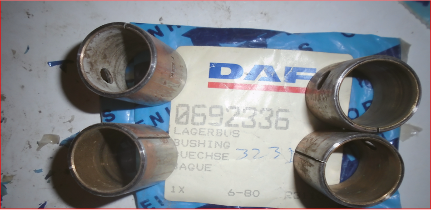 DAF
0692336
LAGERBUS
BUSHING
BUECHSE
BAGUE
1X 6-80